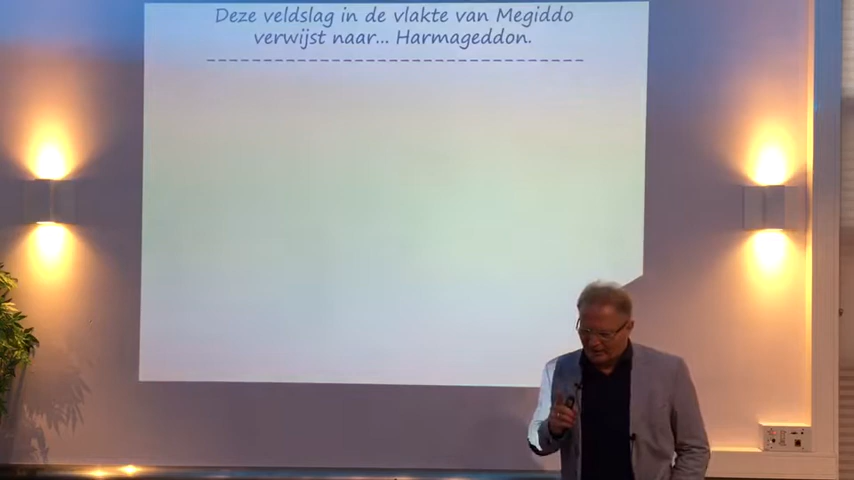 Deze veldslag in de vlakte van Megiddo
verwijst naar... Harmageddon.